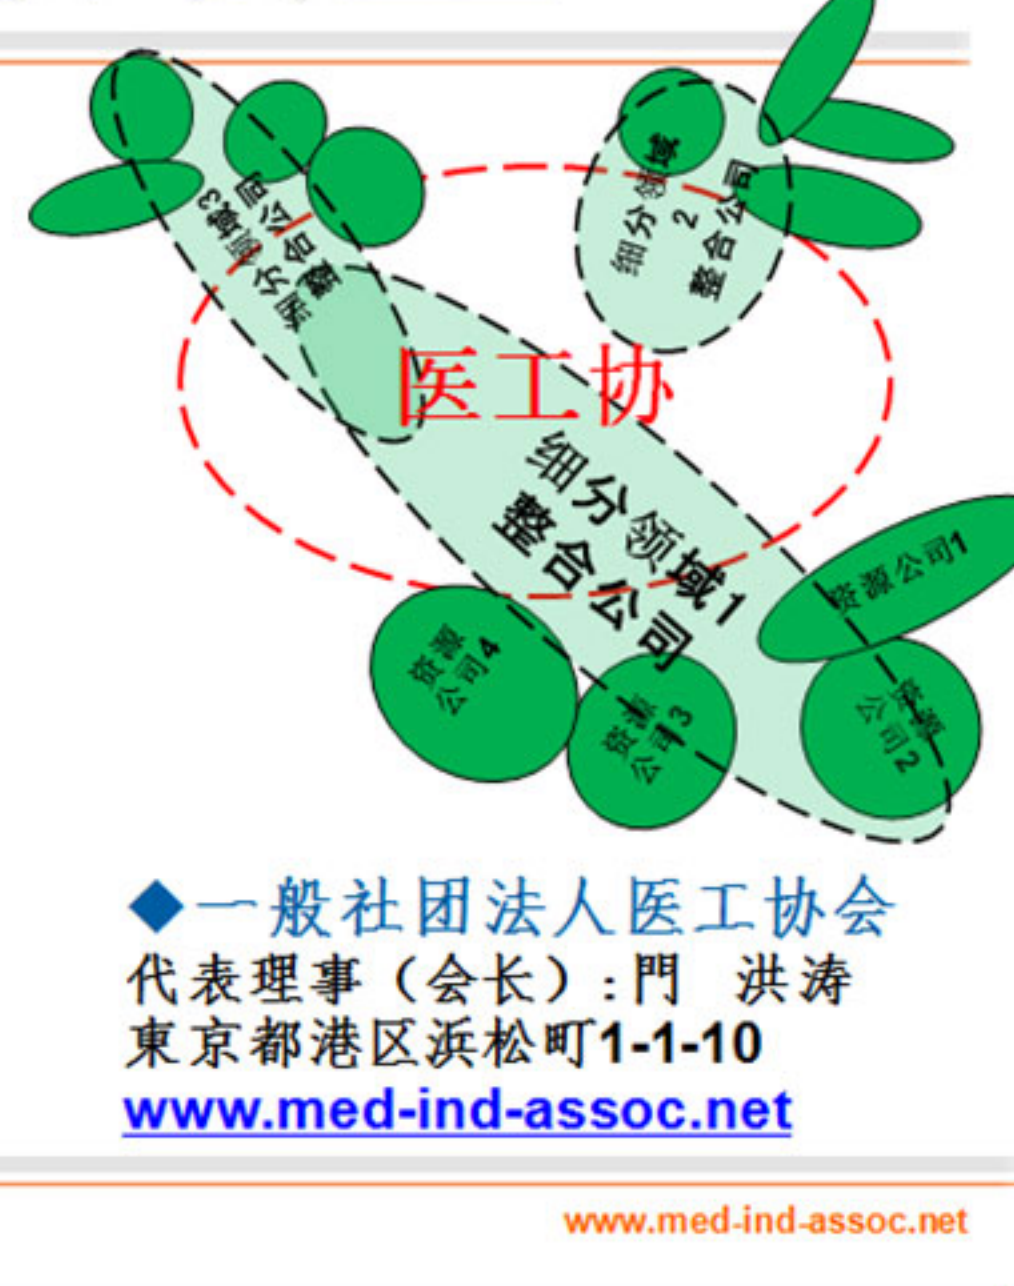 细分领域3
整合公司
细分领域
2
整合公司
医工协
细分领域1
整合公司
资源公司1
资源
公司2
资源
公司3
资源
公司4
◆一般社团法人医工协会
代表理事（会长）:門 洪涛
東京都港区浜松町1-1-10
www.med-ind-assoc.net
www.med-ind-assoc.net